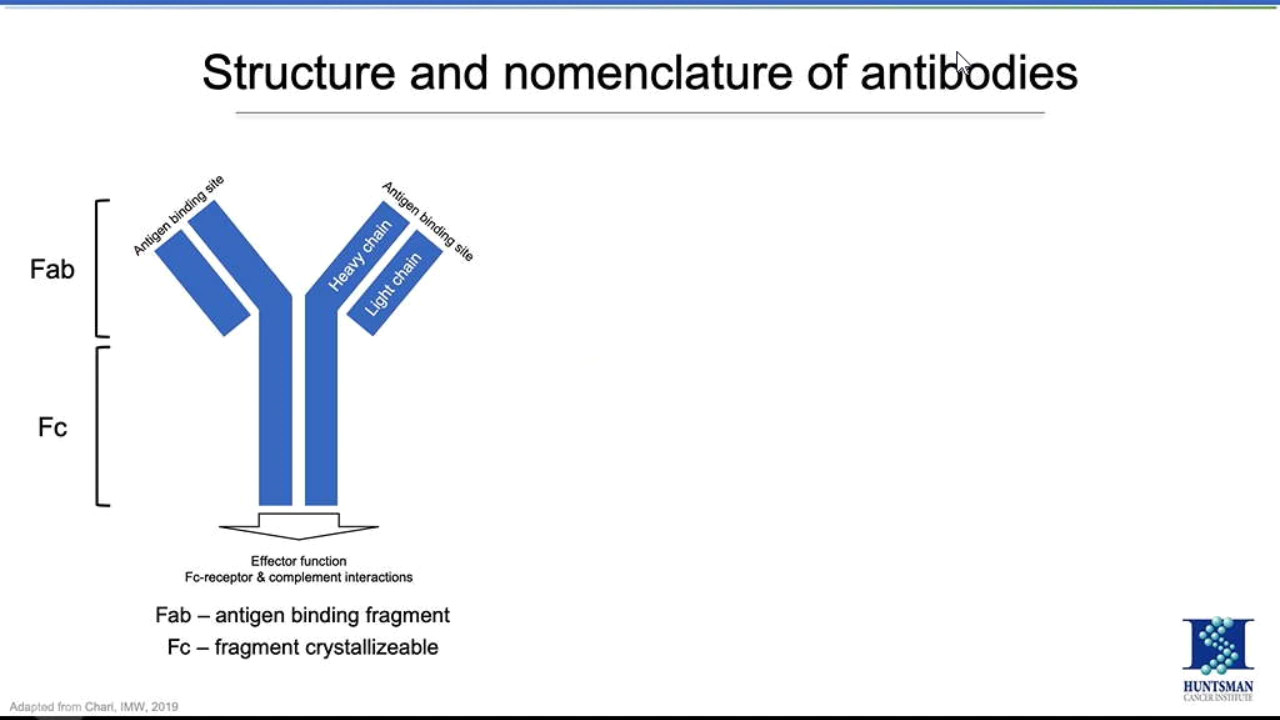 Structure and nomenclature of antibodies
Antigen binding site
Antigen binding site
Heavy chain
Light chain
Fab
Fc
Effector function
Fc-receptor & complement interactions
Fab – antigen binding fragment
Fc – fragment crystallizeable
HUNTSMAN
CANCER INSTITUTE
Adapted from Chari, IMW, 2019